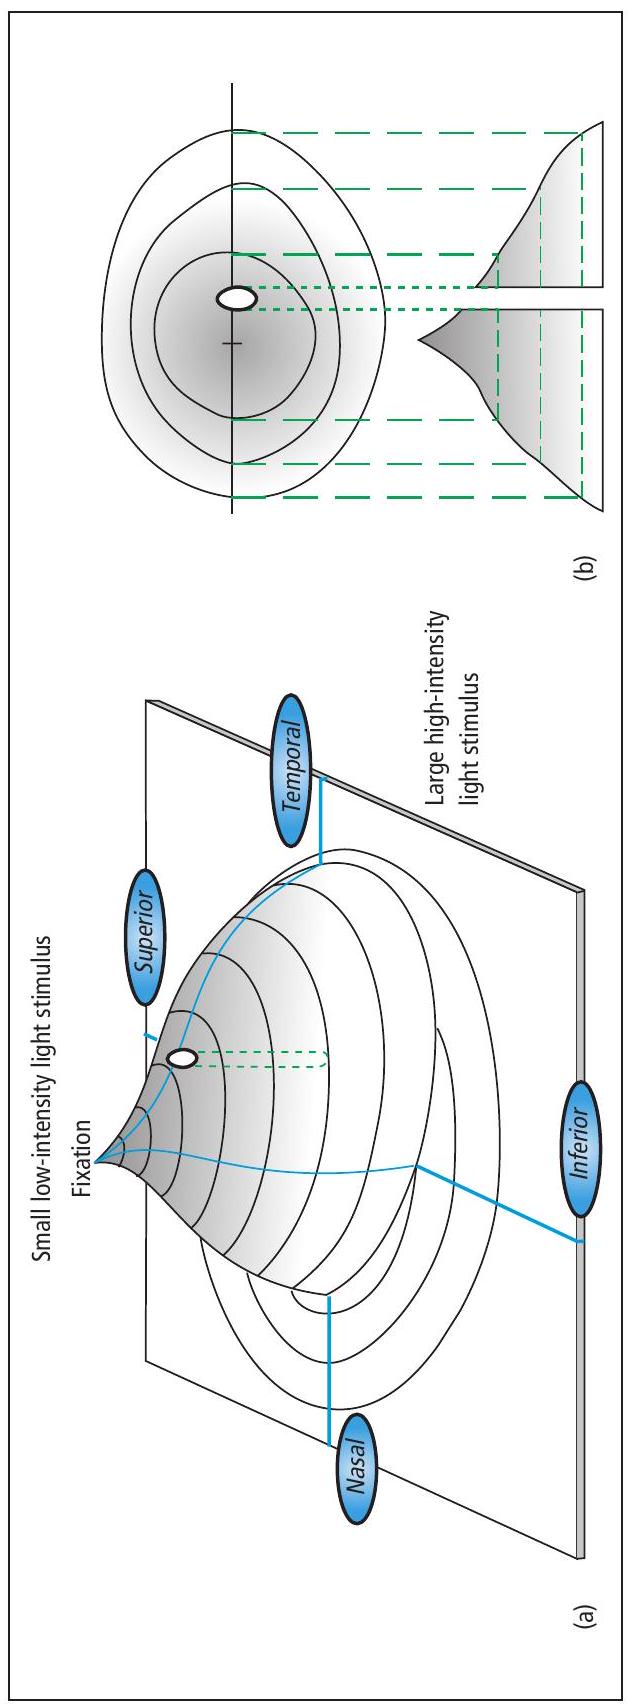 Small low-intensity light stimulus
Fixation
Superior
Temporal
Nasal
Inferior
Large high-intensity
light stimulus
(a)
(b)